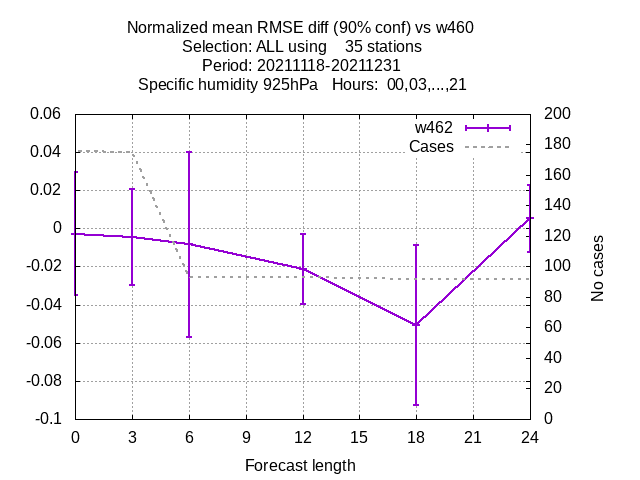 Normalized mean RMSE diff (90% conf) vs w460
Selection: ALL using    35 stations
Period: 20211118-20211231
Specific humidity 925hPa   Hours:  00,03,...,21
w462
Cases
0.06
0.04
0.02
0
-0.02
-0.04
-0.06
-0.08
-0.1
200
180
160
140
120
100
80
60
40
20
0
No cases
0 3 6 9 12 15 18 21 24
Forecast length